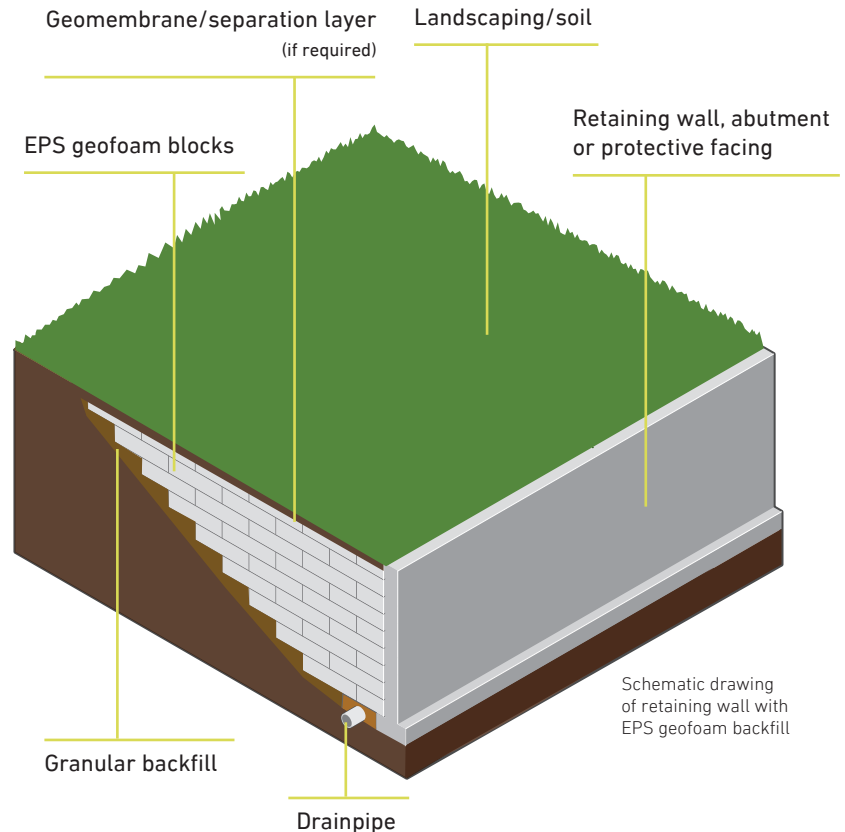 Geomembrane/separation layer
(if required)
Landscaping/soil
EPS geofoam blocks
Retaining wall, abutment
or protective facing
Schematic drawing
of retaining wall with
EPS geofoam backfill
Granular backfill
Drainpipe